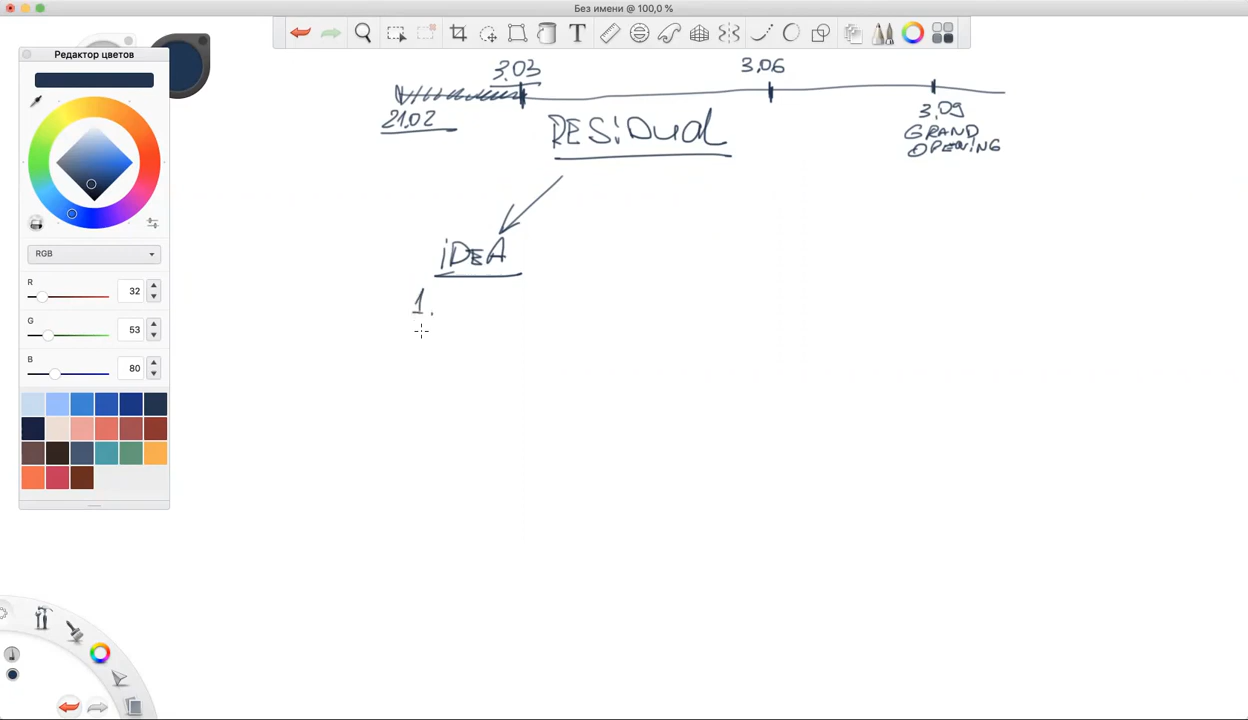 Без имени @ 100,0 %
Редактор цветов
RGB
R
32
G
53
B
80
3.03
3.06
21.02
3.09
GRAND
OPENING
RESiDuaL
iDEA
1.